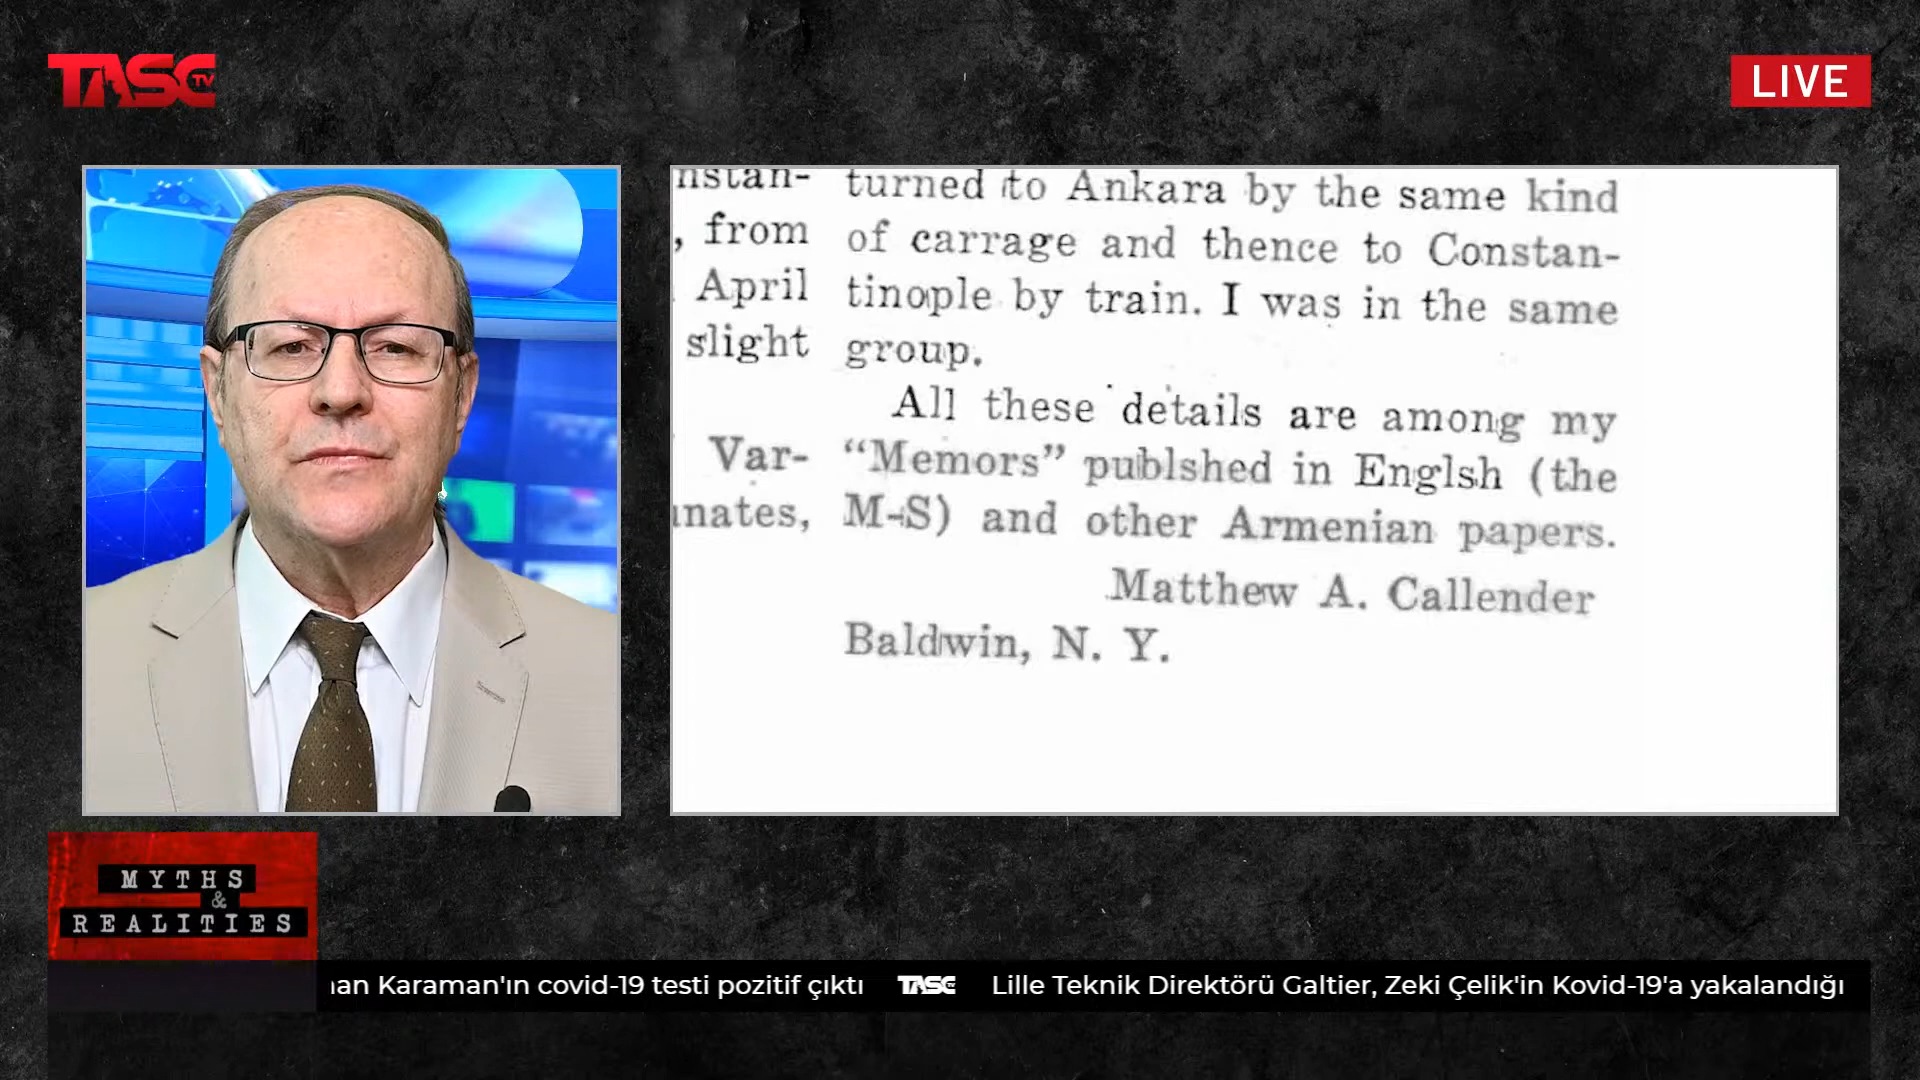 TASC TV
LIVE
nstan-
, from
April
slight
Var-
unates,
turned to Ankara by the same kind
of carrage and thence to Constan-
tinople by train. I was in the same
group.
All these details are among my
“Memors” publshed in Englsh (the
M-S) and other Armenian papers.
Matthew A. Callender
Baldwin, N. Y.
MYTHS
&
REALITIES
Karaman'ın covid-19 testi pozitif çıktı TASC Lille Teknik Direktörü Galtier, Zeki Çelik'in Kovid-19'a yakalandığı